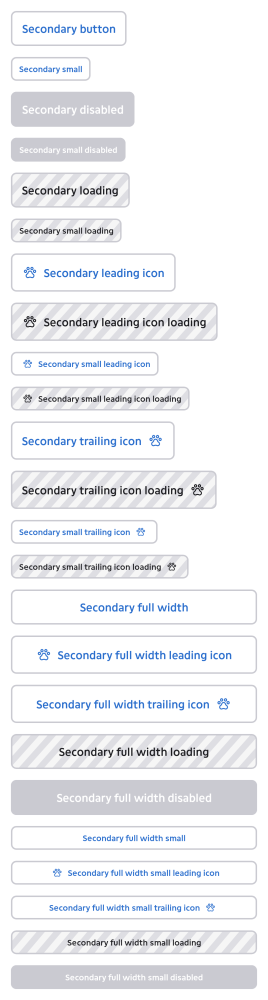 Secondary button
Secondary small
Secondary disabled
Secondary small disabled
Secondary loading
Secondary small loading
Secondary leading icon
Secondary leading icon loading
Secondary small leading icon
Secondary small leading icon loading
Secondary trailing icon
Secondary trailing icon loading
Secondary small trailing icon
Secondary small trailing icon loading
Secondary full width
Secondary full width leading icon
Secondary full width trailing icon
Secondary full width loading
Secondary full width disabled
Secondary full width small
Secondary full width small leading icon
Secondary full width small trailing icon
Secondary full width small loading
Secondary full width small disabled